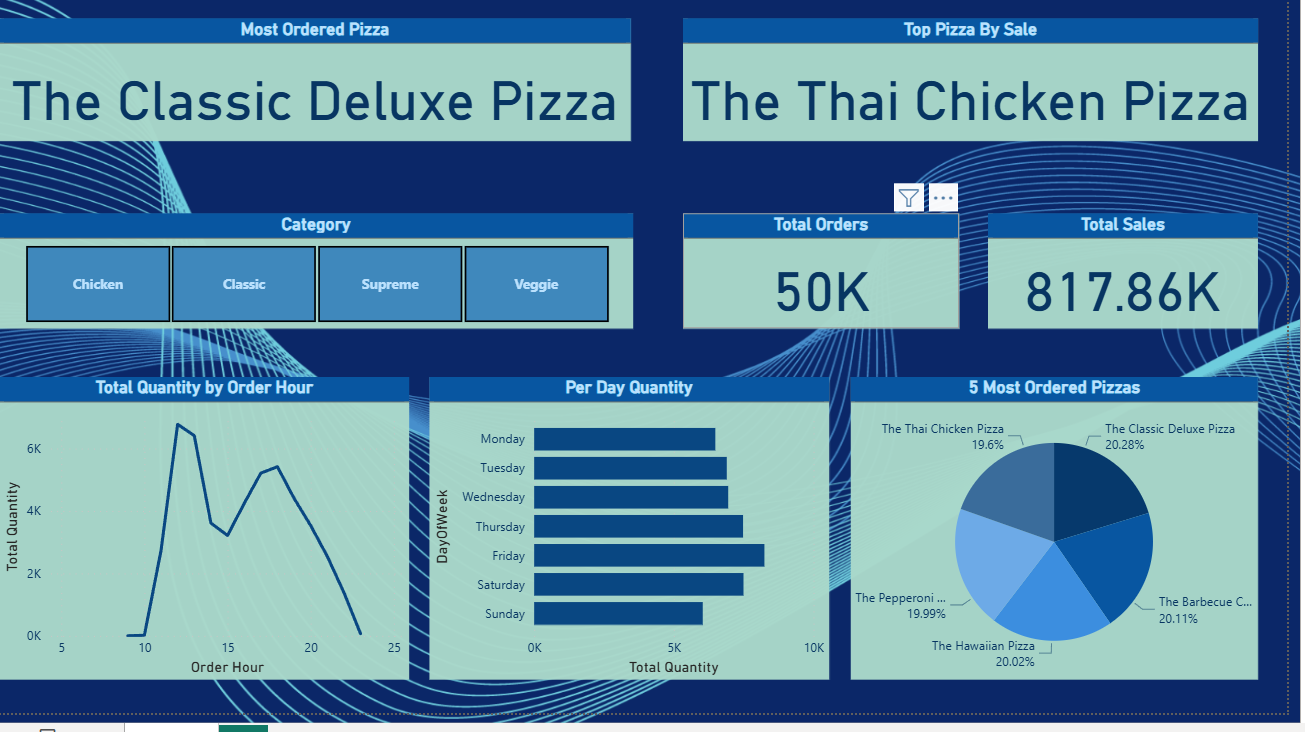 Most Ordered Pizza
The Classic Deluxe Pizza
Top Pizza By Sale
The Thai Chicken Pizza
Category
Chicken
Classic
Supreme
Veggie
Total Orders
50K
Total Sales
817.86K
Total Quantity by Order Hour
Total Quantity
6K
4K
2K
0K
5
10
15
20
25
Order Hour
Per Day Quantity
DayOfWeek
Monday
Tuesday
Wednesday
Thursday
Friday
Saturday
Sunday
0K
5K
10K
Total Quantity
5 Most Ordered Pizzas
The Thai Chicken Pizza
19.6%
The Classic Deluxe Pizza
20.28%
The Pepperoni ...
19.99%
The Barbecue C...
20.11%
The Hawaiian Pizza
20.02%